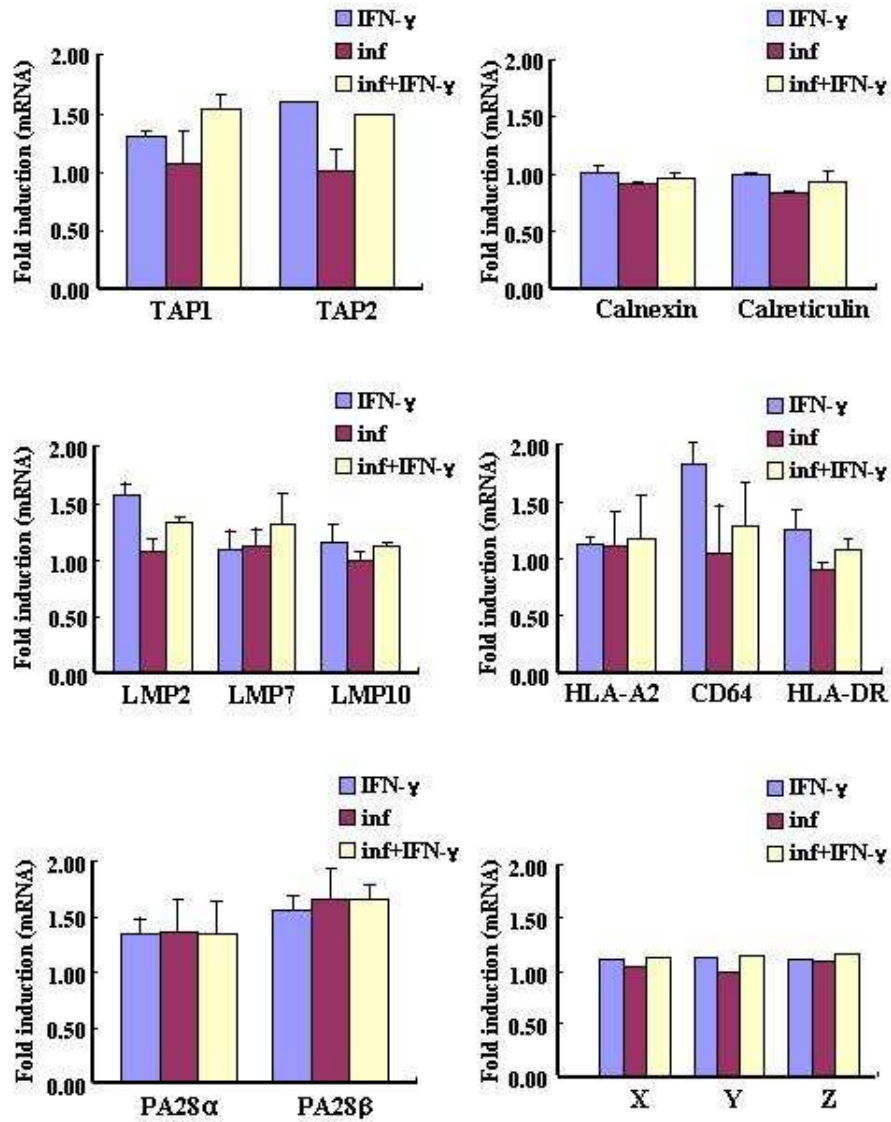 IFN-γ
inf
inf+IFN-γ
Fold induction (mRNA)
2.00
1.50
1.00
0.50
0.00
TAP1 TAP2
IFN-γ
inf
inf+IFN-γ
Fold induction (mRNA)
2.00
1.50
1.00
0.50
0.00
Calnexin Calreticulin
IFN-γ
inf
inf+IFN-γ
Fold induction (mRNA)
2.00
1.50
1.00
0.50
0.00
LMP2 LMP7 LMP10
IFN-γ
inf
inf+IFN-γ
Fold induction (mRNA)
2.00
1.50
1.00
0.50
0.00
HLA-A2 CD64 HLA-DR
IFN-γ
inf
inf+IFN-γ
Fold induction (mRNA)
2.00
1.50
1.00
0.50
0.00
PA28α PA28β
IFN-γ
inf
inf+IFN-γ
Fold induction (mRNA)
2.00
1.50
1.00
0.50
0.00
X Y Z